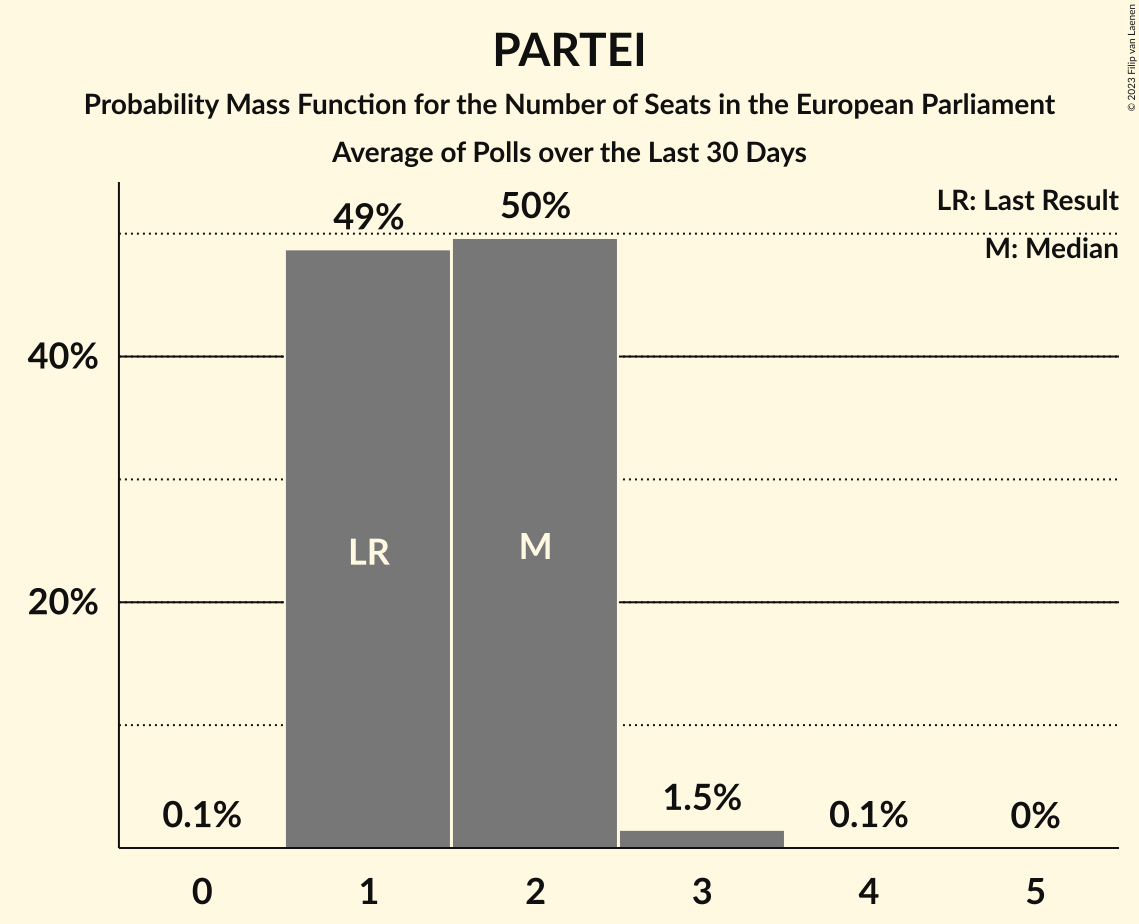 PARTEI
Probability Mass Function for the Number of Seats in the European Parliament
Average of Polls over the Last 30 Days
© 2023 Filip van Laenen
LR: Last Result
M: Median
49%
50%
40%
LR
M
20%
0.1%
1.5%
0.1%
0%
0
1
2
3
4
5